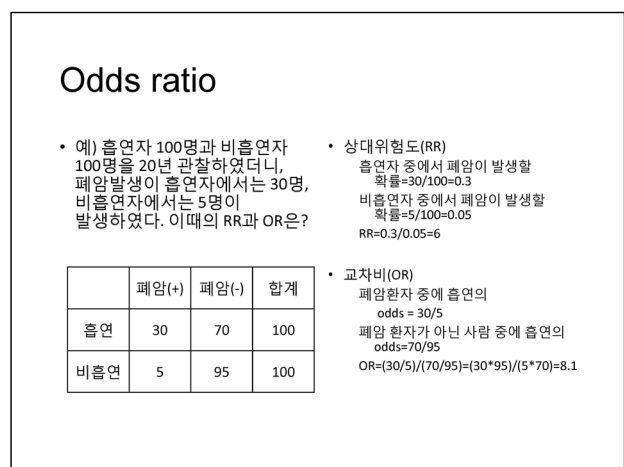 Odds ratio
• 예) 흡연자 100명과 비흡연자
100명을 20년 관찰하였더니,
폐암발생이 흡연자에서는 30명,
비흡연자에서는 5명이
발생하였다. 이때의 RR과 OR은?
폐암(+) 폐암(-) 합계
흡연 30 70 100
비흡연 5 95 100
• 상대위험도(RR)
흡연자 중에서 폐암이 발생할
확률=30/100=0.3
비흡연자 중에서 폐암이 발생할
확률=5/100=0.05
RR=0.3/0.05=6
• 교차비(OR)
폐암환자 중에 흡연의
odds = 30/5
폐암 환자가 아닌 사람 중에 흡연의
odds=70/95
OR=(30/5)/(70/95)=(30*95)/(5*70)=8.1